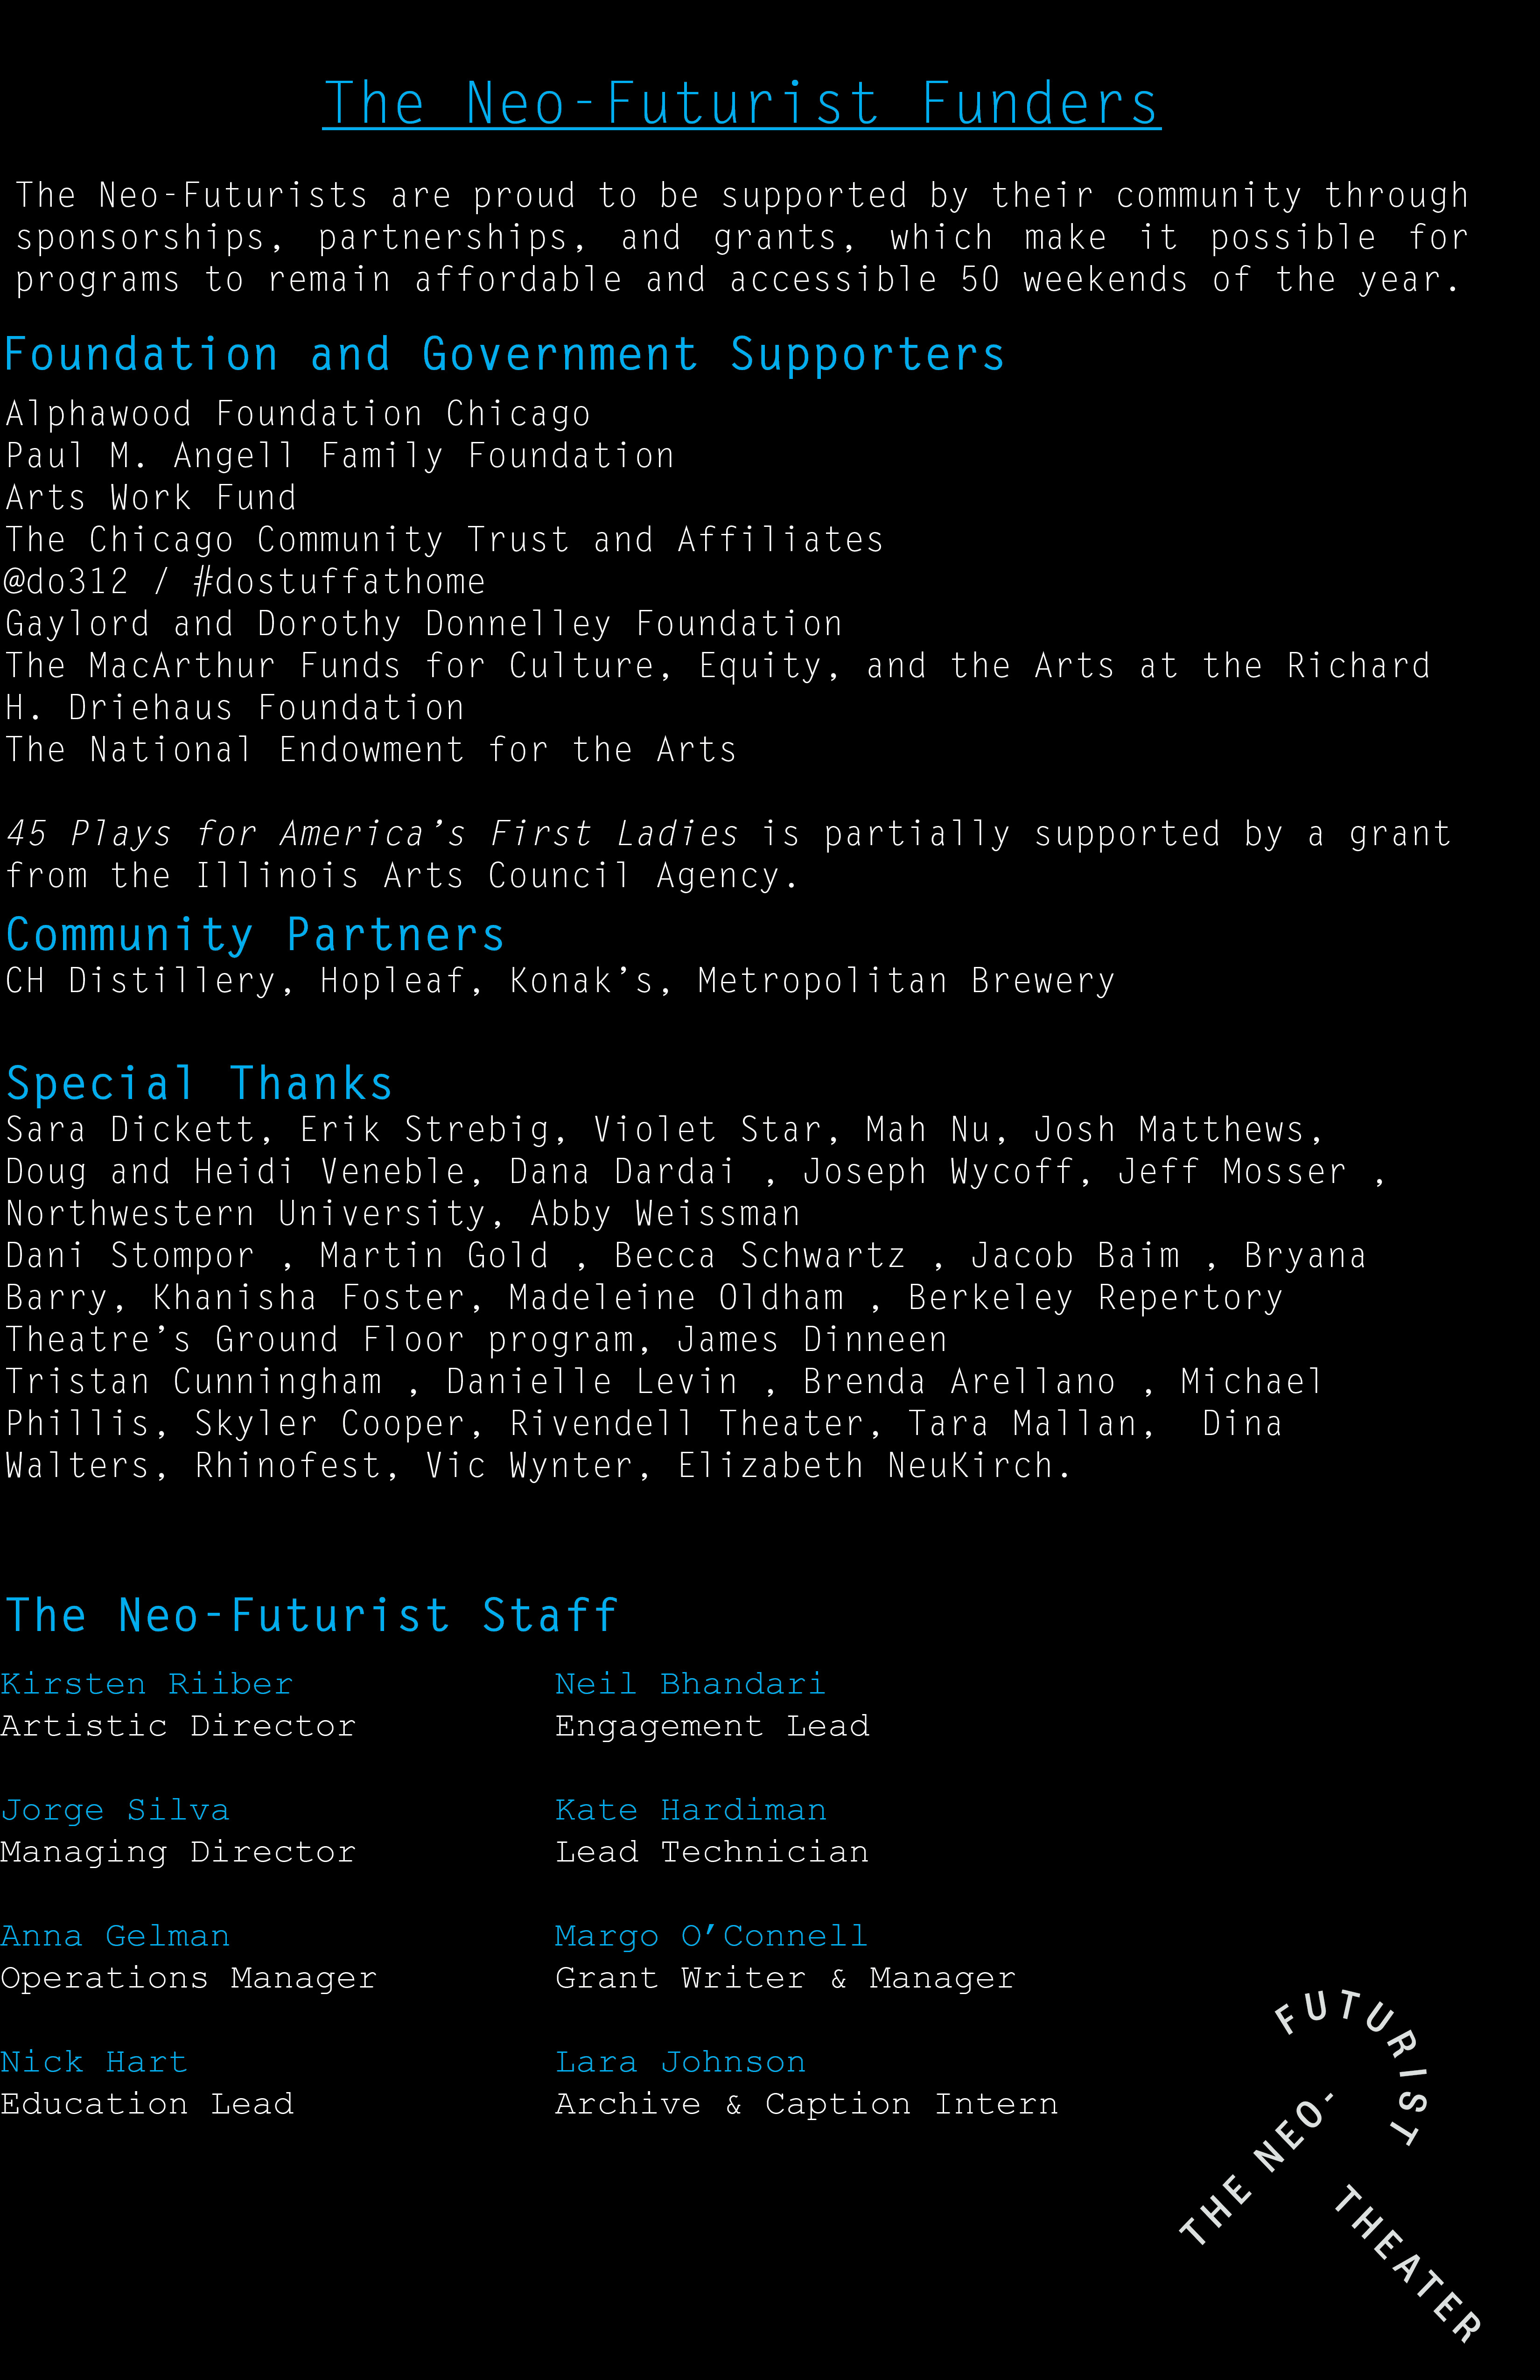 The Neo-Futurist Funders
The Neo-Futurists are proud to be supported by their community through
sponsorships, partnerships, and grants, which make it possible for
programs to remain affordable and accessible 50 weekends of the year.
Foundation and Government Supporters
Alphawood Foundation Chicago
Paul M. Angell Family Foundation
Arts Work Fund
The Chicago Community Trust and Affiliates
@do312 / #dostuffathome
Gaylord and Dorothy Donnelley Foundation
The MacArthur Funds for Culture, Equity, and the Arts at the Richard
H. Driehaus Foundation
The National Endowment for the Arts
45 Plays for America’s First Ladies is partially supported by a grant
from the Illinois Arts Council Agency.
Community Partners
CH Distillery, Hopleaf, Konak’s, Metropolitan Brewery
Special Thanks
Sara Dickett, Erik Strebig, Violet Star, Mah Nu, Josh Matthews,
Doug and Heidi Veneble, Dana Dardai , Joseph Wycoff, Jeff Mosser ,
Northwestern University, Abby Weissman
Dani Stompor , Martin Gold , Becca Schwartz , Jacob Baim , Bryana
Barry, Khanisha Foster, Madeleine Oldham , Berkeley Repertory
Theatre’s Ground Floor program, James Dinneen
Tristan Cunningham , Danielle Levin , Brenda Arellano , Michael
Phillis, Skyler Cooper, Rivendell Theater, Tara Mallan,  Dina
Walters, Rhinofest, Vic Wynter, Elizabeth NeuKirch.
The Neo-Futurist Staff
Kirsten Riiber
Artistic Director
Jorge Silva
Managing Director
Anna Gelman
Operations Manager
Nick Hart
Education Lead
Neil Bhandari
Engagement Lead
Kate Hardiman
Lead Technician
Margo O’Connell
Grant Writer & Manager
Lara Johnson
Archive & Caption Intern
THE NEO-
FUTURIST
THEATER